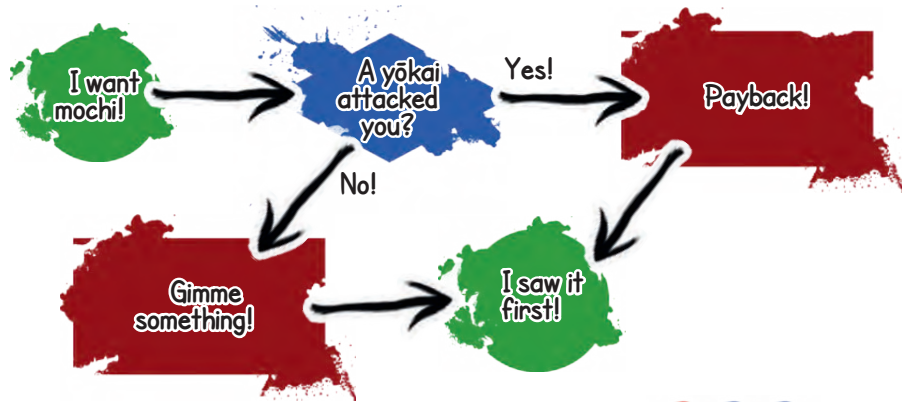 I want
mochi!
A yōkai
attacked
you?
Yes!
Payback!
No!
Gimme
something!
I saw it
first!